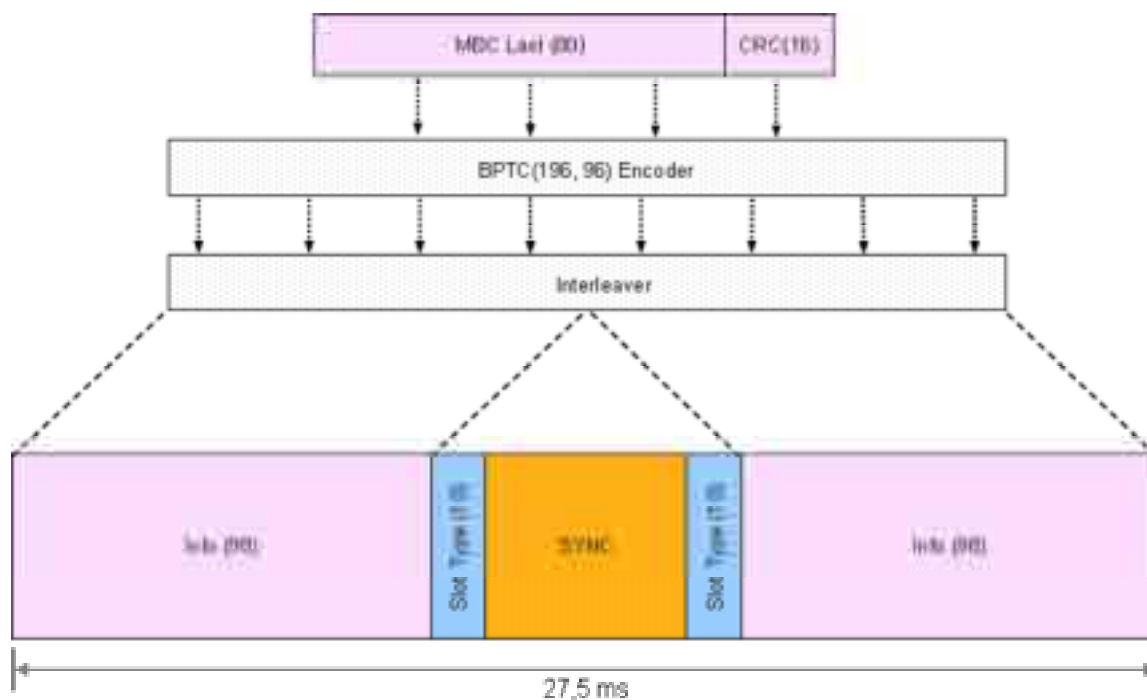 MBC Last (80) CRC(16)
BPTC(196, 96) Encoder
Interleaver
Info (98) Slot Type (10) SYNC Slot Type (10) Info (98)
27,5 ms